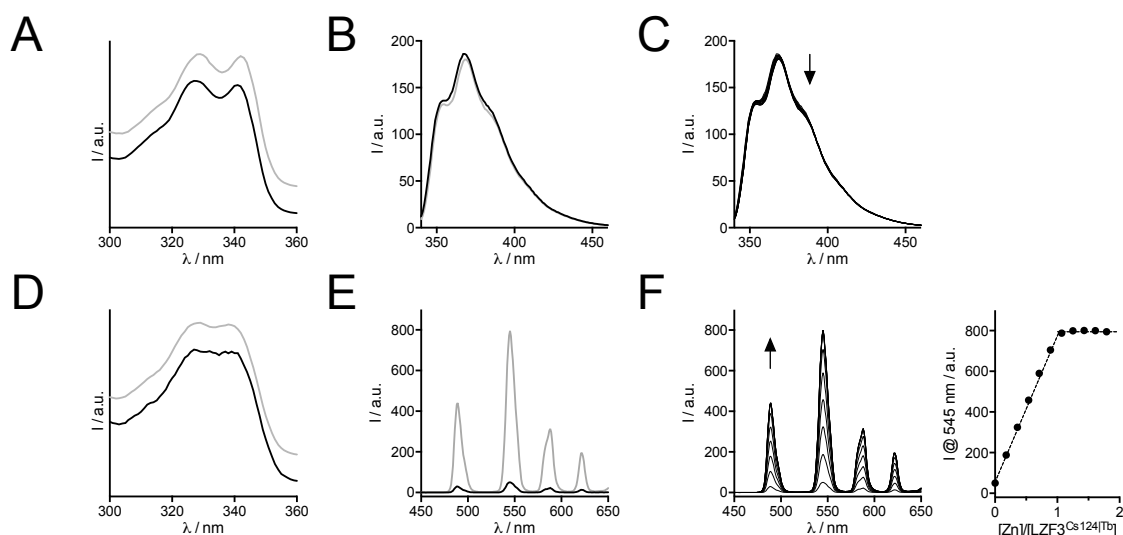 A
I / a.u.
300 320 340 360
λ / nm
B
I / a.u.
200
150
100
50
0
350 400 450
λ / nm
C
I / a.u.
200
150
100
50
0
350 400 450
λ / nm
D
I / a.u.
300 320 340 360
λ / nm
E
I / a.u.
800
600
400
200
0
450 500 550 600 650
λ / nm
F
I / a.u.
800
600
400
200
0
450 500 550 600 650
λ / nm
I @ 545 nm / a.u.
800
600
400
200
0
0 1 2
[Zn]/[LZF3Cs124|Tb]